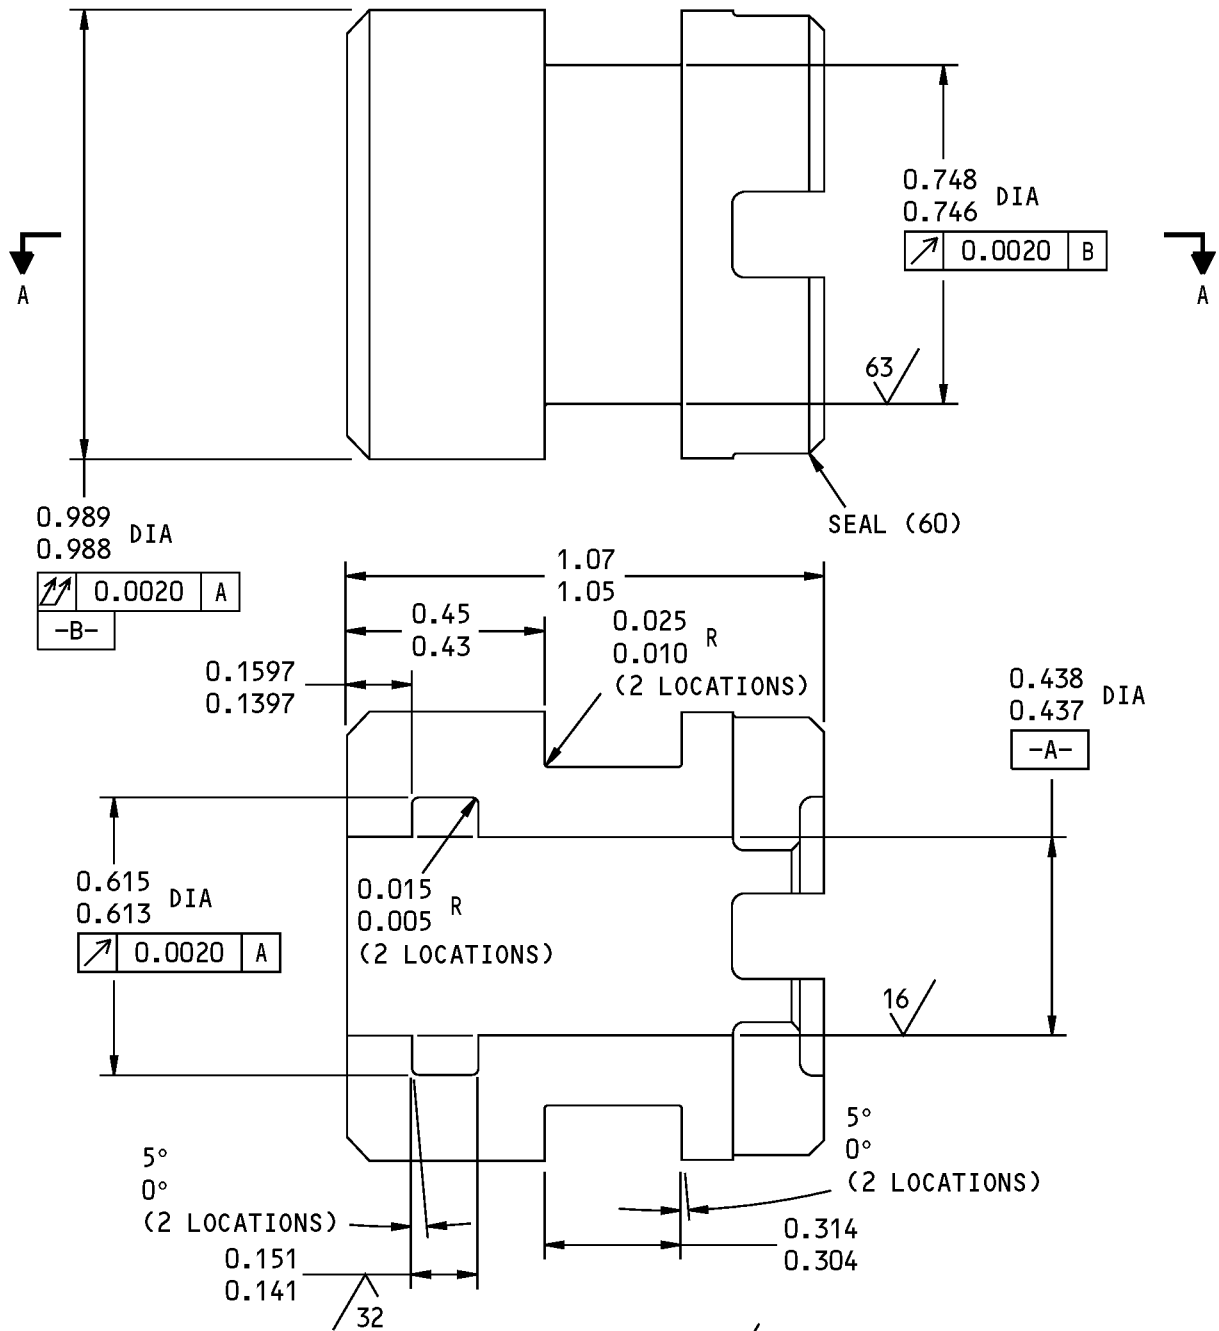 0.748
0.746 DIA
0.0020 B
A
A
63
SEAL (60)
0.989
0.988 DIA
0.0020 A
-B-
1.07
1.05
0.45
0.43
0.025
0.010 R
(2 LOCATIONS)
0.1597
0.1397
0.438
0.437 DIA
-A-
0.615
0.613 DIA
0.0020 A
0.015
0.005 R
(2 LOCATIONS)
16
5°
0°
(2 LOCATIONS)
5°
0°
(2 LOCATIONS)
0.314
0.304
0.151
0.141
32